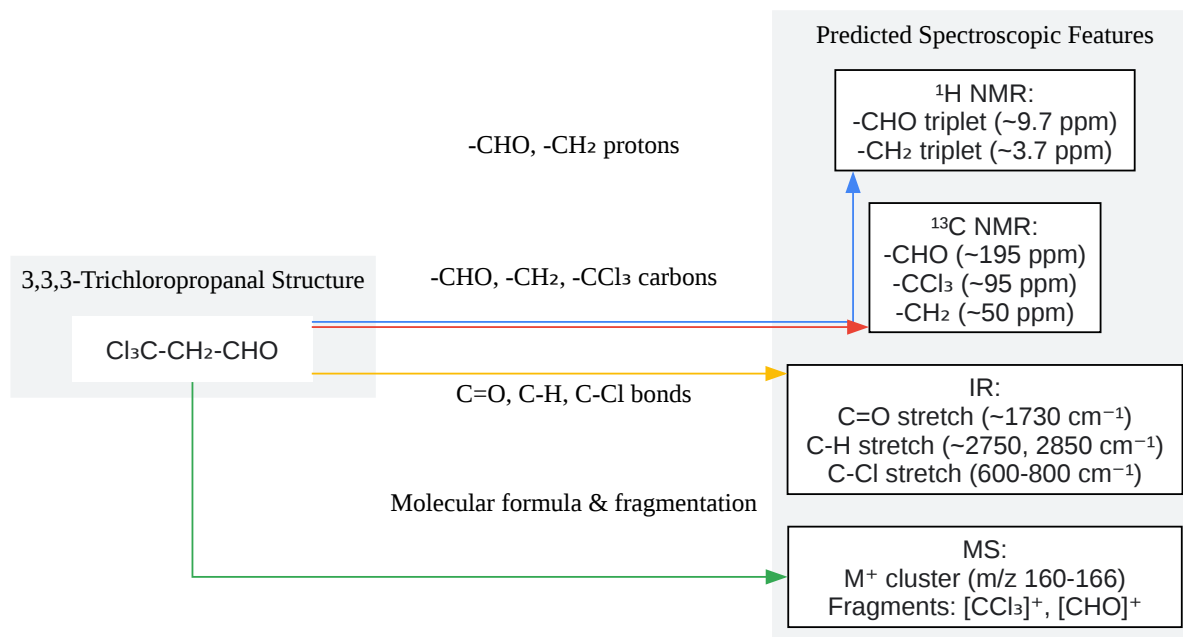 Predicted Spectroscopic Features
¹H NMR:
-CHO triplet (~9.7 ppm)
-CH₂ triplet (~3.7 ppm)
-CHO, -CH₂ protons
¹³C NMR:
-CHO (~195 ppm)
-CCl₃ (~95 ppm)
-CH₂ (~50 ppm)
3,3,3-Trichloropropanal Structure
-CHO, -CH₂, -CCl₃ carbons
Cl₃C-CH₂-CHO
C=O, C-H, C-Cl bonds
IR:
C=O stretch (~1730 cm⁻¹)
C-H stretch (~2750, 2850 cm⁻¹)
C-Cl stretch (600-800 cm⁻¹)
Molecular formula & fragmentation
MS:
M⁺ cluster (m/z 160-166)
Fragments: [CCl₃]⁺, [CHO]⁺